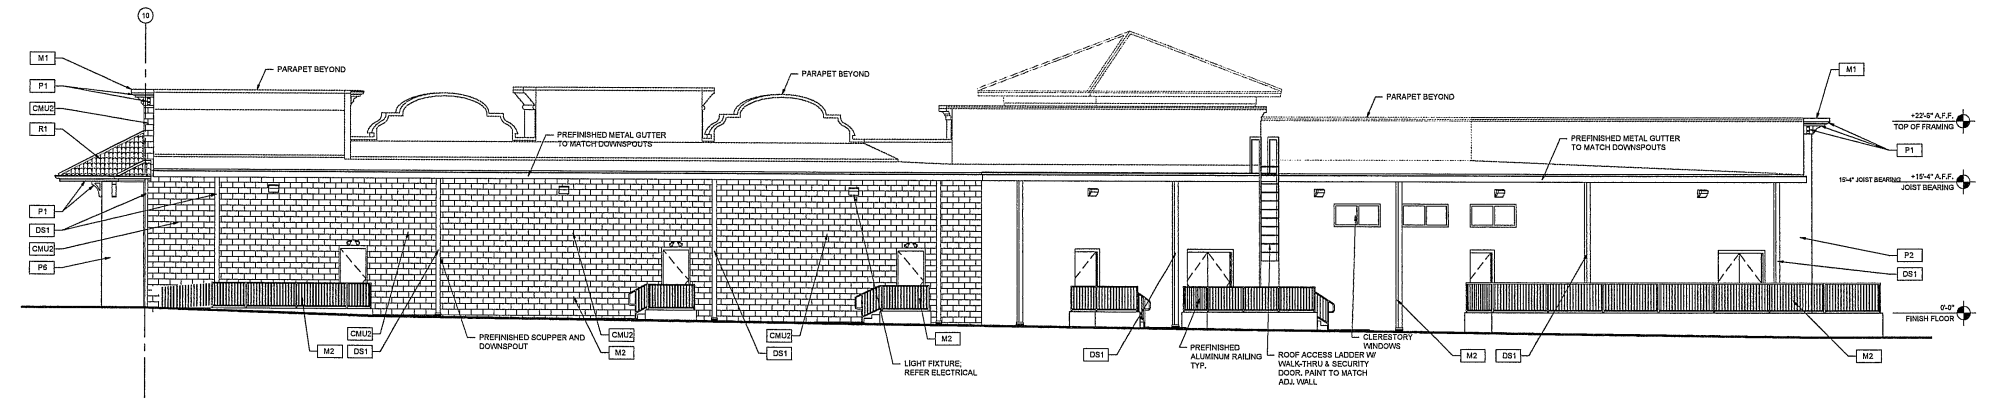 10
M1
P1
CMU2
R1
P1
DS1
CMU2
P6
PARAPET BEYOND
PARAPET BEYOND
PARAPET BEYOND
PREFINISHED METAL GUTTER
TO MATCH DOWNSPOUTS
PREFINISHED METAL GUTTER
TO MATCH DOWNSPOUTS
M1
+22'-6" A.F.F.
TOP OF FRAMING
P1
15'-4" JOIST BEARING
+15'-4" A.F.F.
JOIST BEARING
P2
DS1
0'-0"
FINISH FLOOR
M2
CMU2
DS1
PREFINISHED SCUPPER AND
DOWNSPOUT
CMU2
M2
CMU2
DS1
LIGHT FIXTURE;
REFER ELECTRICAL
M2
DS1
PREFINISHED
ALUMINUM RAILING
TYP.
ROOF ACCESS LADDER W/
WALK-THRU & SECURITY
DOOR. PAINT TO MATCH
ADJ. WALL
CLERESTORY
WINDOWS
M2
DS1
M2